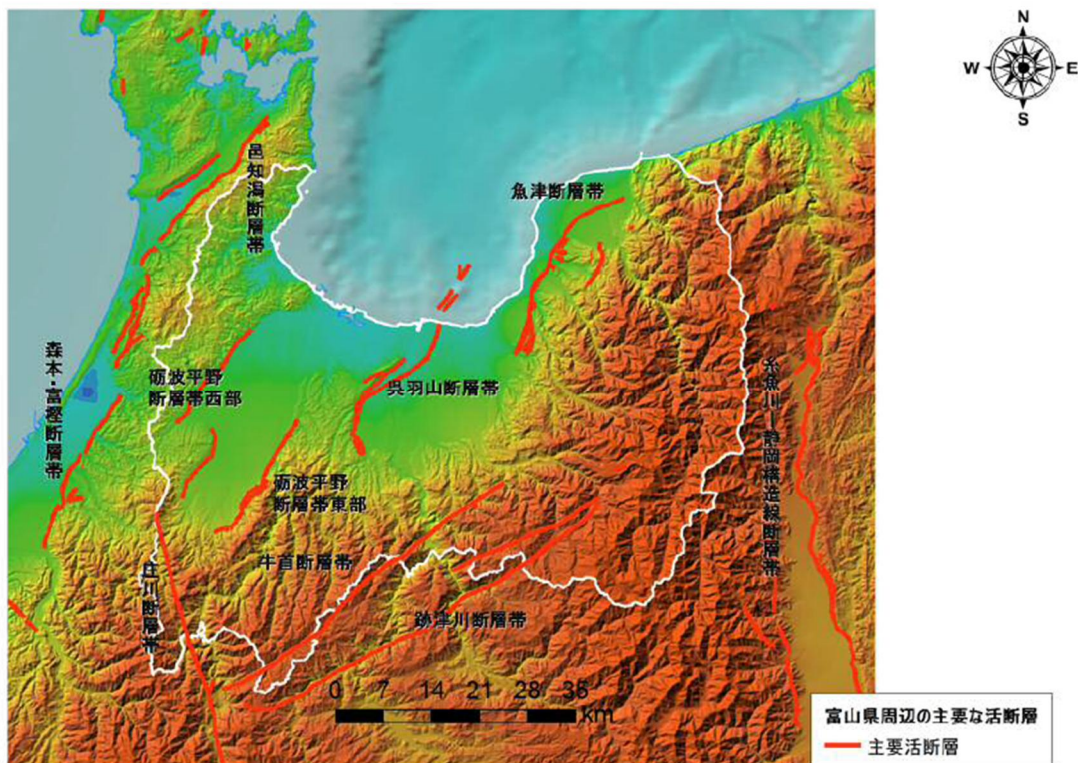 N
W
E
S
邑知潟断層帯
魚津断層帯
森本・富樫断層帯
砺波平野
断層帯西部
呉羽山断層帯
糸魚川－静岡構造線断層帯
砺波平野
断層帯東部
牛首断層帯
庄川断層帯
跡津川断層帯
0 7 14 21 28 35
km
富山県周辺の主要な活断層
主要活断層